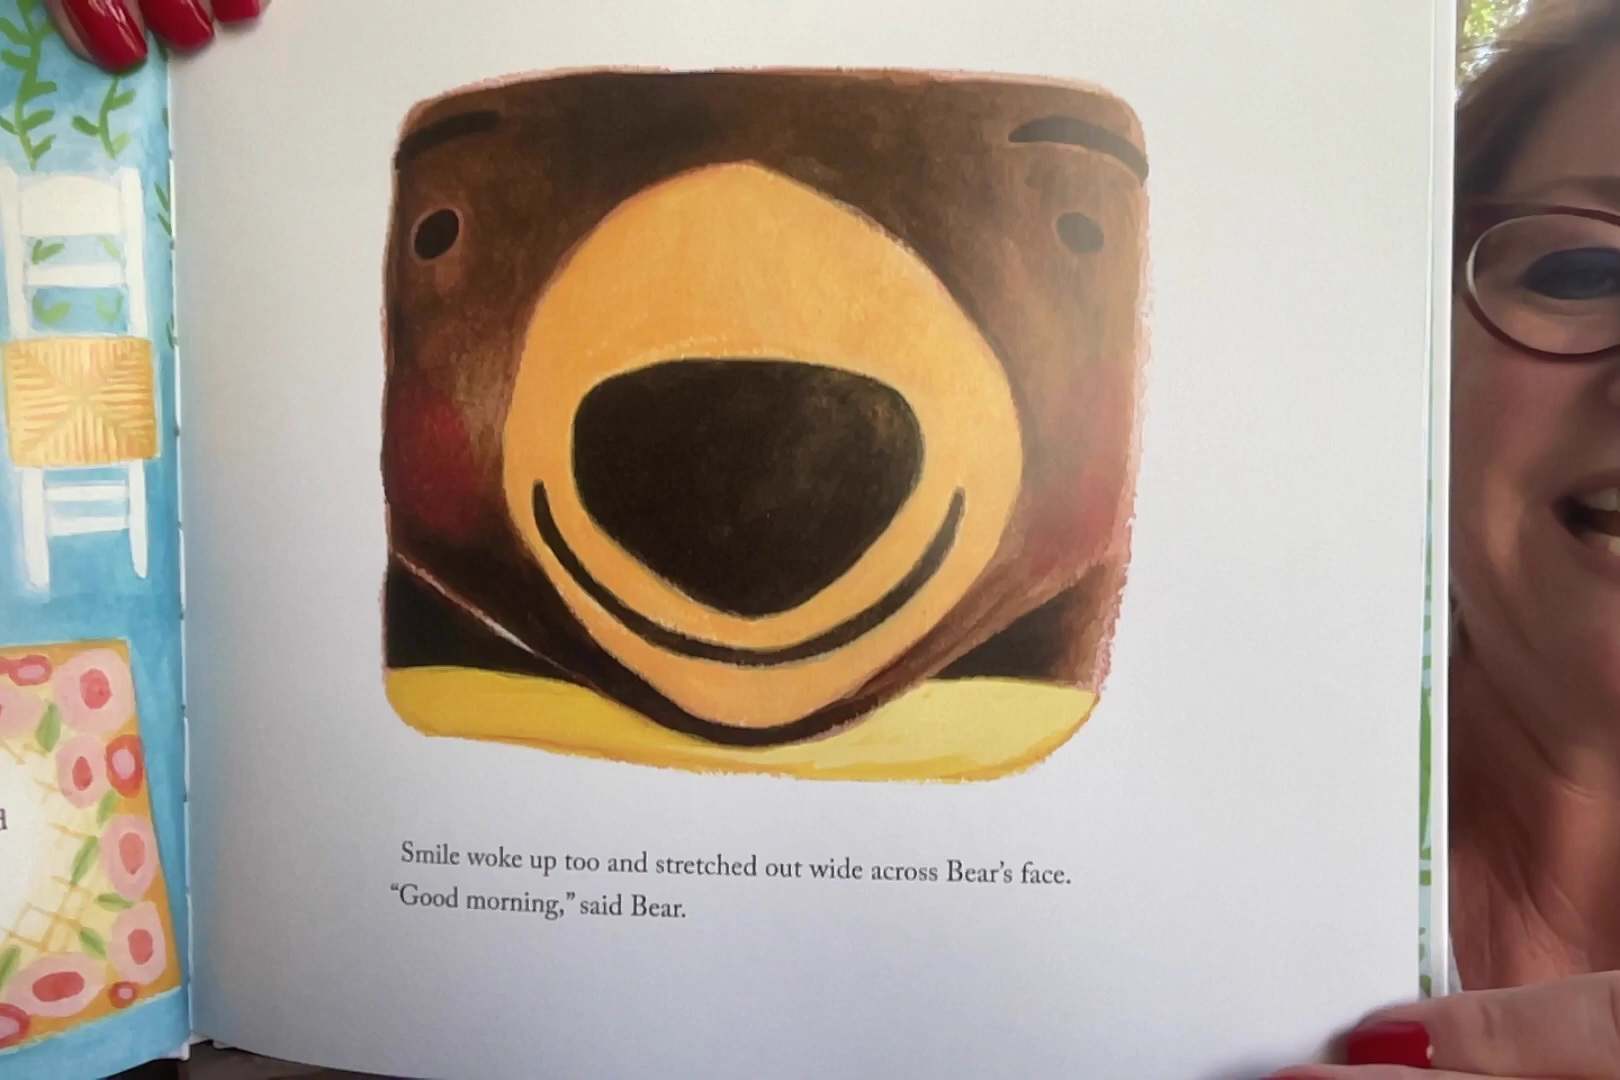 Smile woke up too and stretched out wide across Bear's face.
“Good morning,” said Bear.